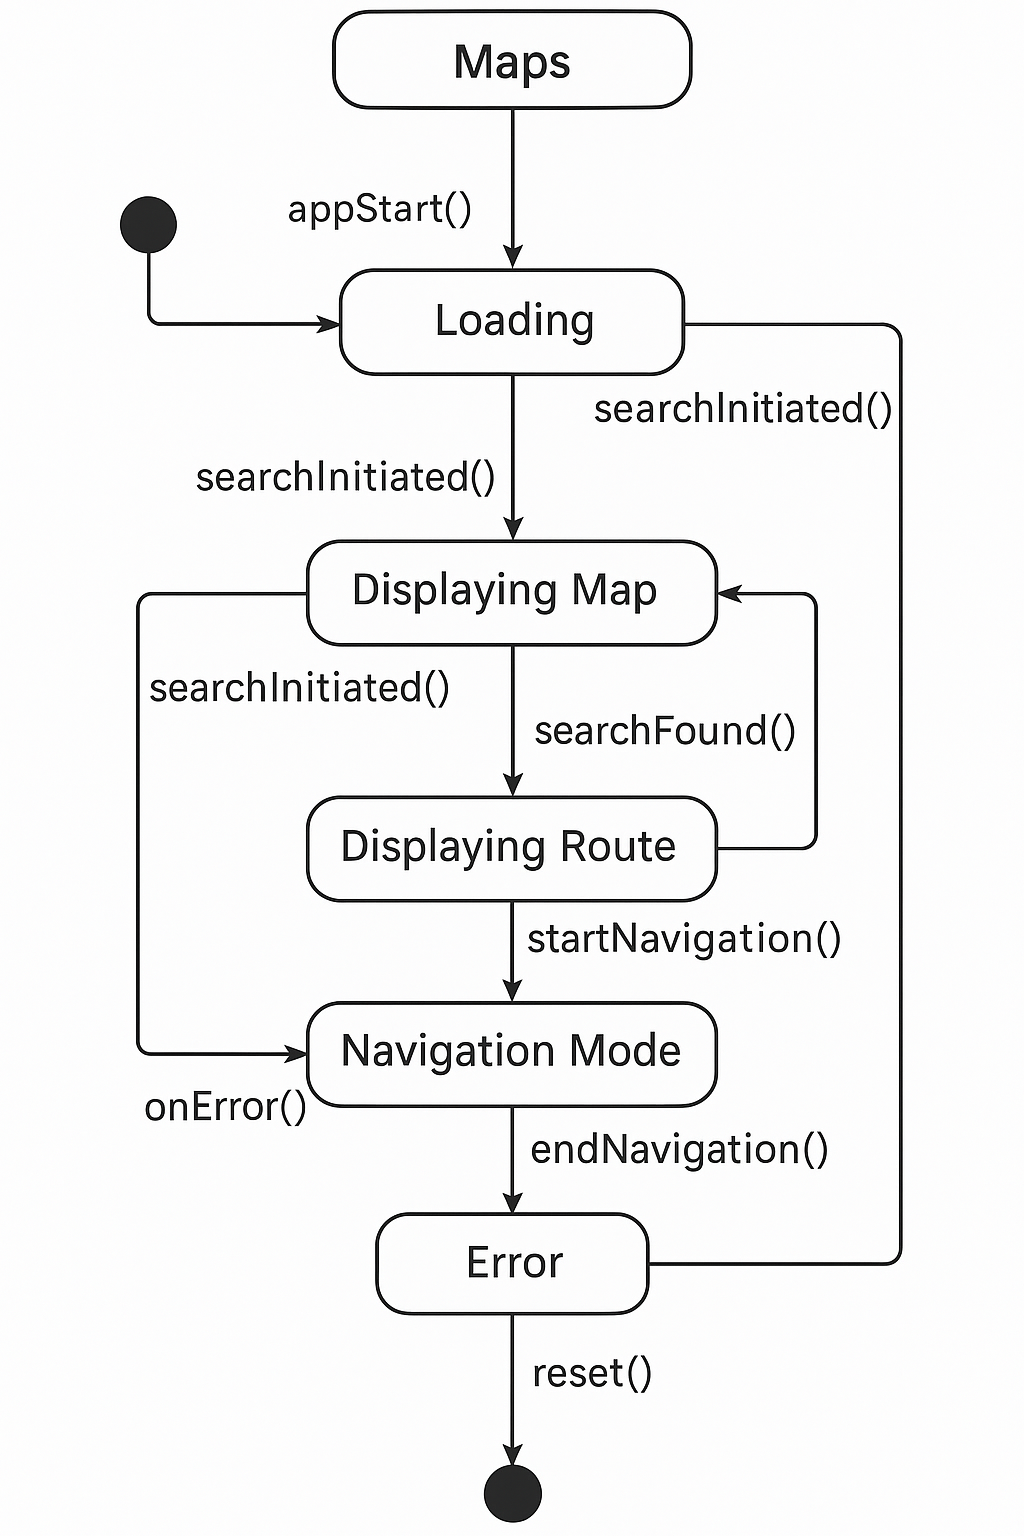 Maps
appStart()
Loading
searchInitiated()
searchInitiated()
Displaying Map
searchInitiated()
searchFound()
Displaying Route
startNavigation()
Navigation Mode
onError()
endNavigation()
Error
reset()